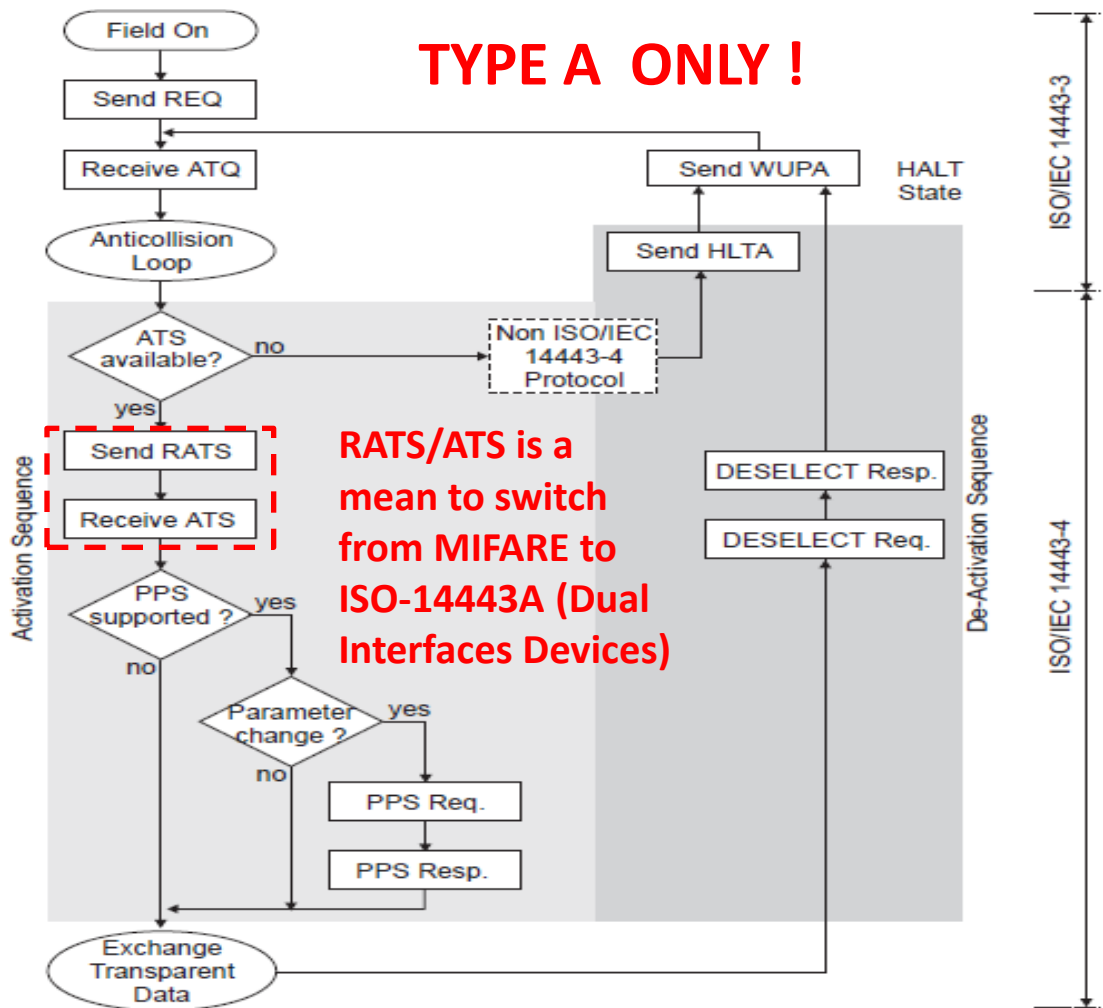 Field On
TYPE A ONLY !
Send REQ
Receive ATQ
Send WUPA
HALT
State
ISO/IEC 14443-3
Anticollision
Loop
Send HLTA
ATS
available?
no
Non ISO/IEC
14443-4
Protocol
yes
Send RATS
Receive ATS
RATS/ATS is a
mean to switch
from MIFARE to
ISO-14443A (Dual
Interfaces Devices)
DESELECT Resp.
DESELECT Req.
Activation Sequence
De-Activation Sequence
ISO/IEC 14443-4
PPS
supported ?
yes
no
Parameter
change ?
yes
no
PPS Req.
PPS Resp.
Exchange
Transparent
Data